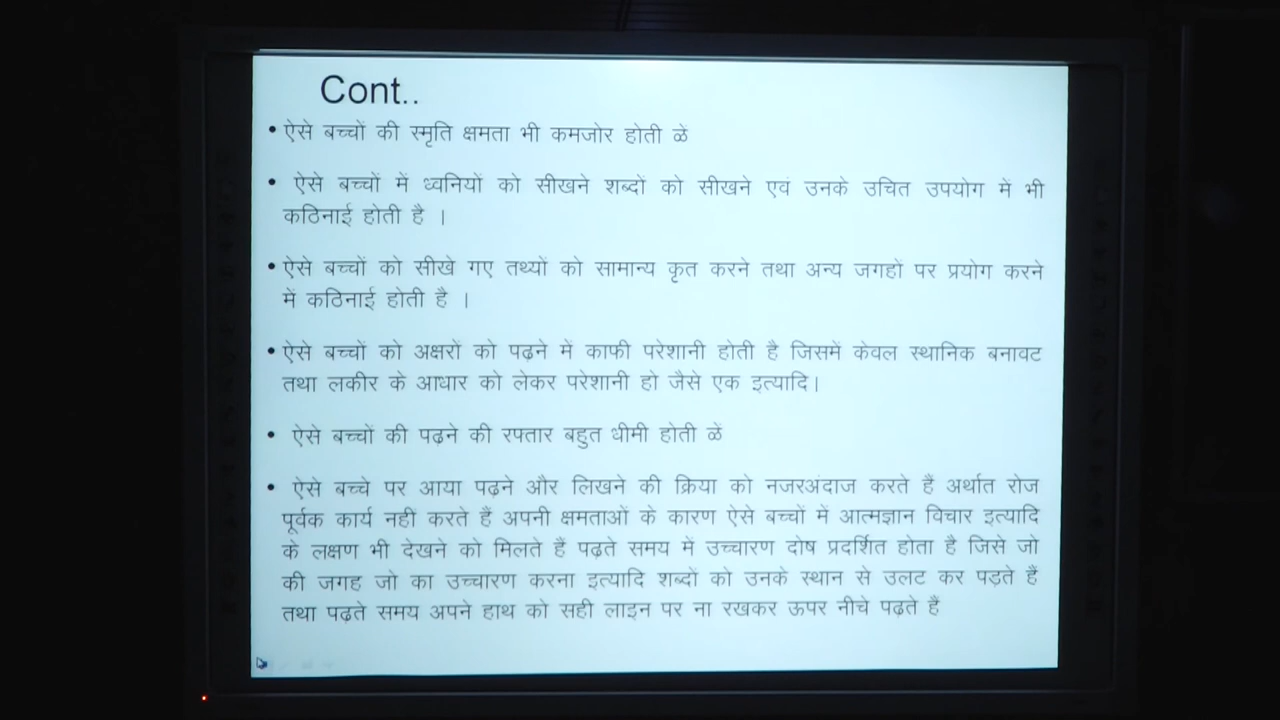 Cont..
• ऐसे बच्चों की स्मृति क्षमता भी कमजोर होती ळें
• ऐसे बच्चों में ध्वनियों को सीखने शब्दों को सीखने एवं उनके उचित उपयोग में भी
कठिनाई होती है ।
• ऐसे बच्चों को सीखे गए तथ्यों को सामान्य कृत करने तथा अन्य जगहों पर प्रयोग करने
में कठिनाई होती है ।
• ऐसे बच्चों को अक्षरों को पढ़ने में काफी परेशानी होती है जिसमें केवल स्थानिक बनावट
तथा लकीर के आधार को लेकर परेशानी हो जैसे एक इत्यादि।
• ऐसे बच्चों की पढ़ने की रफ्तार बहुत धीमी होती ळें
• ऐसे बच्चे पर आया पढ़ने और लिखने की क्रिया को नजरअंदाज करते हैं अर्थात रोज
पूर्वक कार्य नहीं करते हैं अपनी क्षमताओं के कारण ऐसे बच्चों में आत्मज्ञान विचार इत्यादि
के लक्षण भी देखने को मिलते हैं पढ़ते समय में उच्चारण दोष प्रदर्शित होता है जिसे जो
की जगह जो का उच्चारण करना इत्यादि शब्दों को उनके स्थान से उलट कर पड़ते हैं
तथा पढ़ते समय अपने हाथ को सही लाइन पर ना रखकर ऊपर नीचे पढ़ते हैं